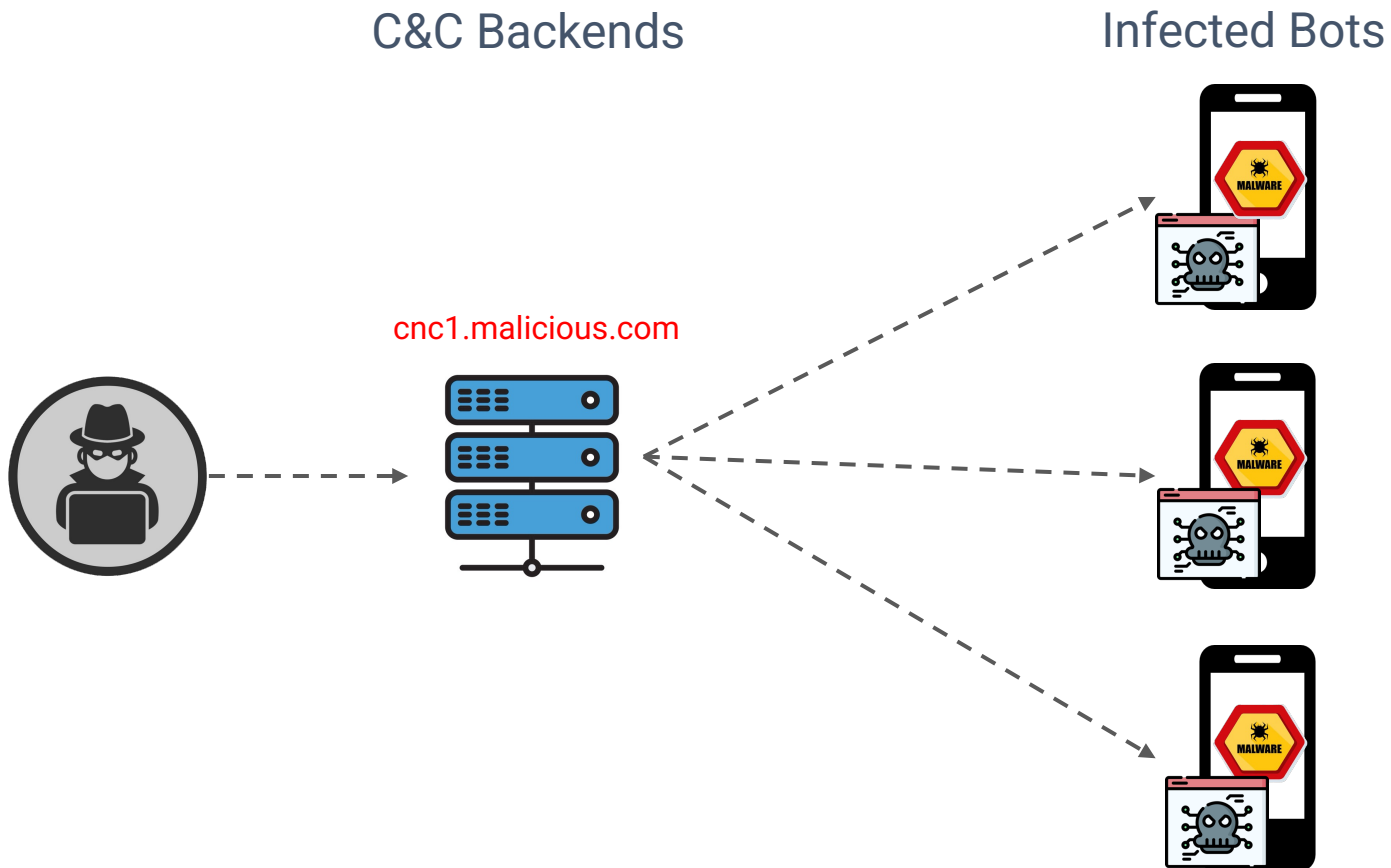 C&C Backends
Infected Bots
MALWARE
cnc1.malicious.com
MALWARE
MALWARE